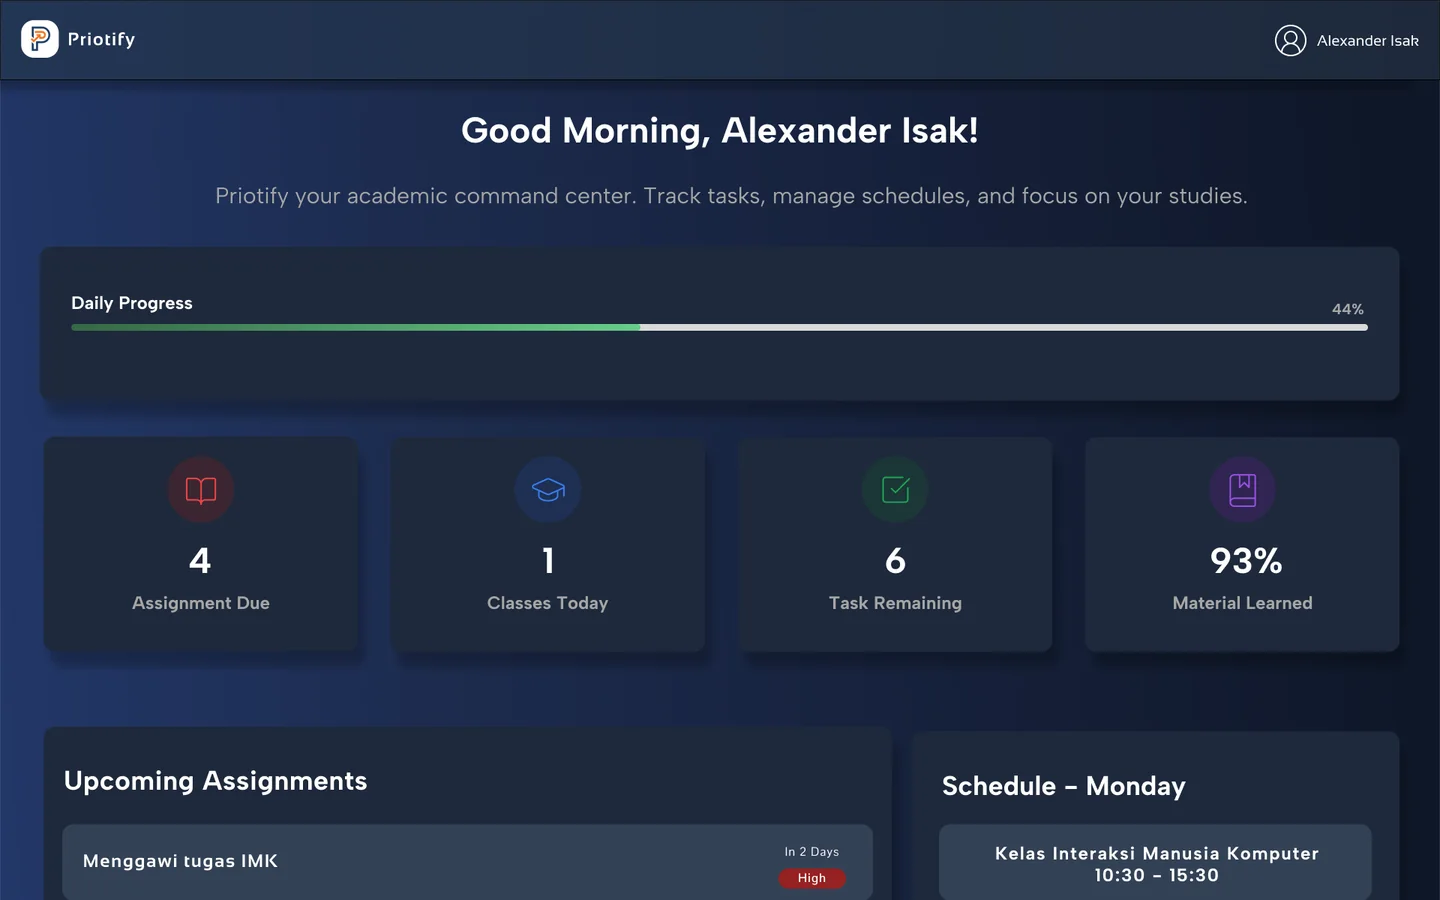 Priotify
Alexander Isak
Good Morning, Alexander Isak!
Priotify your academic command center. Track tasks, manage schedules, and focus on your studies.
Daily Progress
44%
4
Assignment Due
1
Classes Today
6
Task Remaining
93%
Material Learned
Upcoming Assignments
Menggawi tugas IMK
In 2 Days
High
Schedule - Monday
Kelas Interaksi Manusia Komputer
10:30 - 15:30